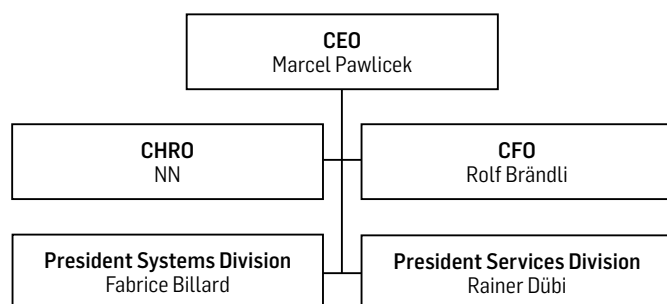 CEO
Marcel Pawlicek
CHRO
NN
CFO
Rolf Brändli
President Systems Division
Fabrice Billard
President Services Division
Rainer Dübi